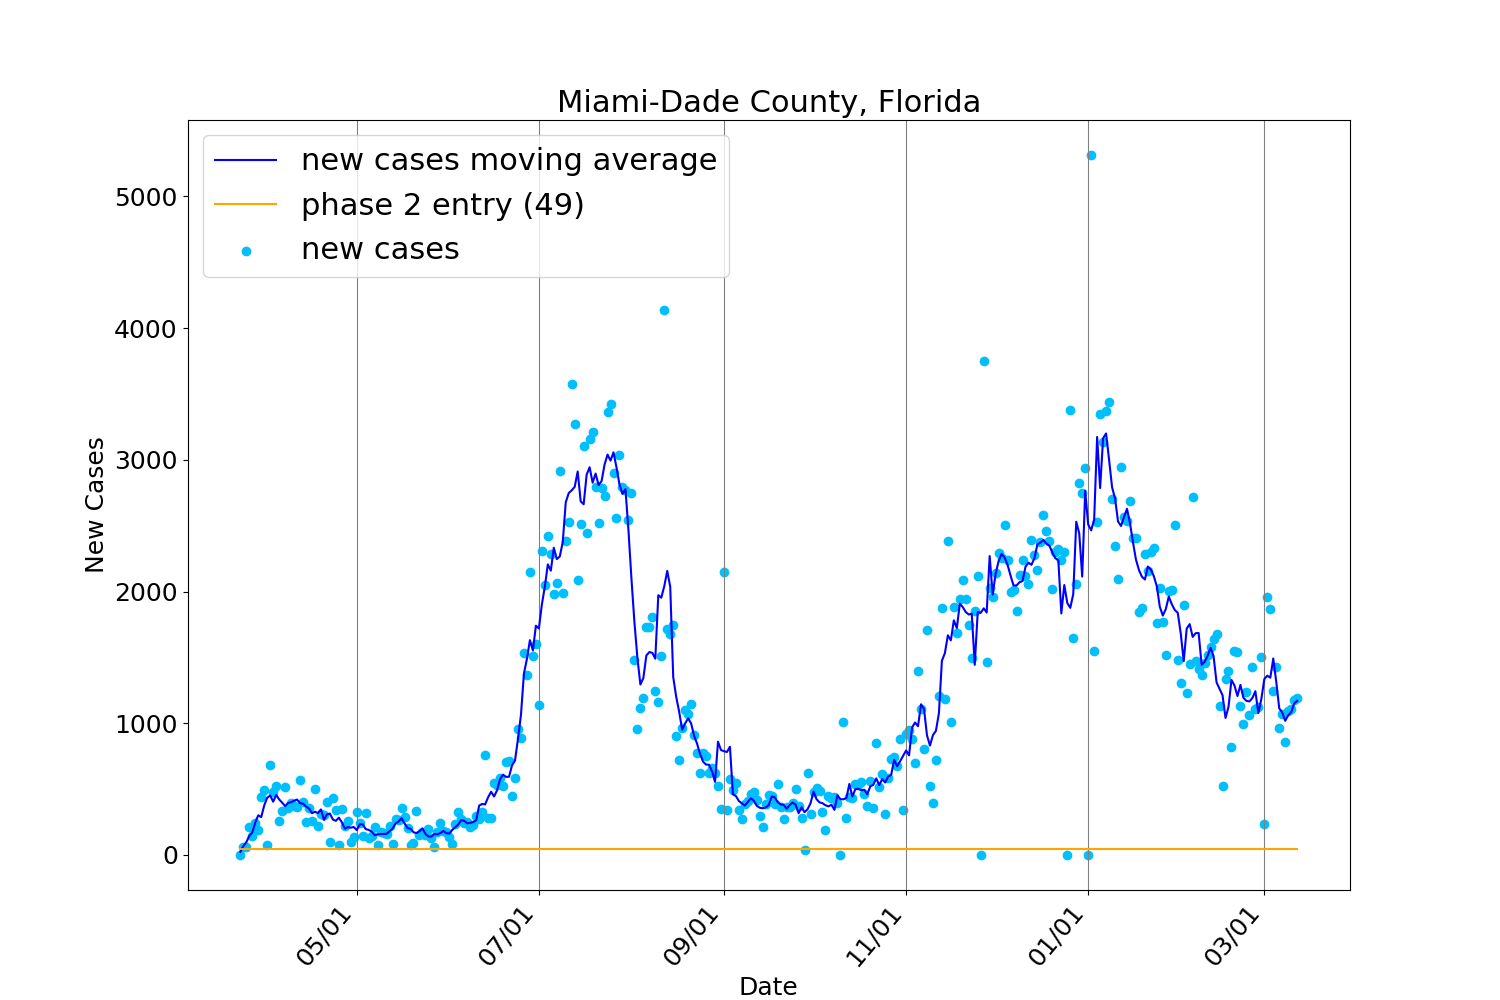 Miami-Dade County, Florida
new cases moving average
phase 2 entry (49)
new cases
New Cases
5000
4000
3000
2000
1000
0
05/01
07/01
09/01
11/01
01/01
03/01
Date